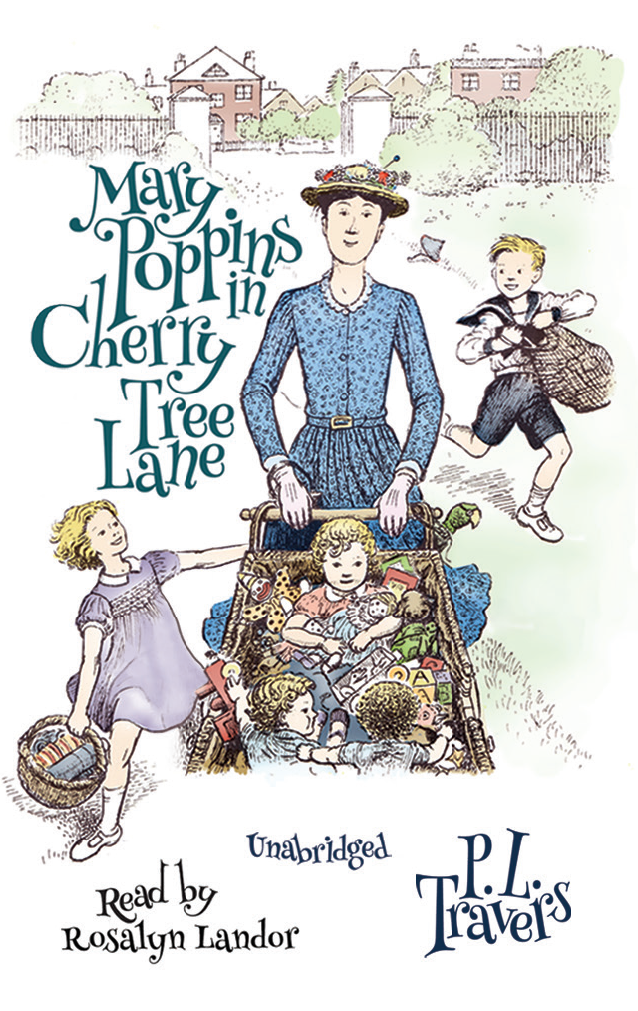 Mary
Poppins
in
Cherry
Tree
Lane
Unabridged
Read by
Rosalyn Landor
P. L.
Travers